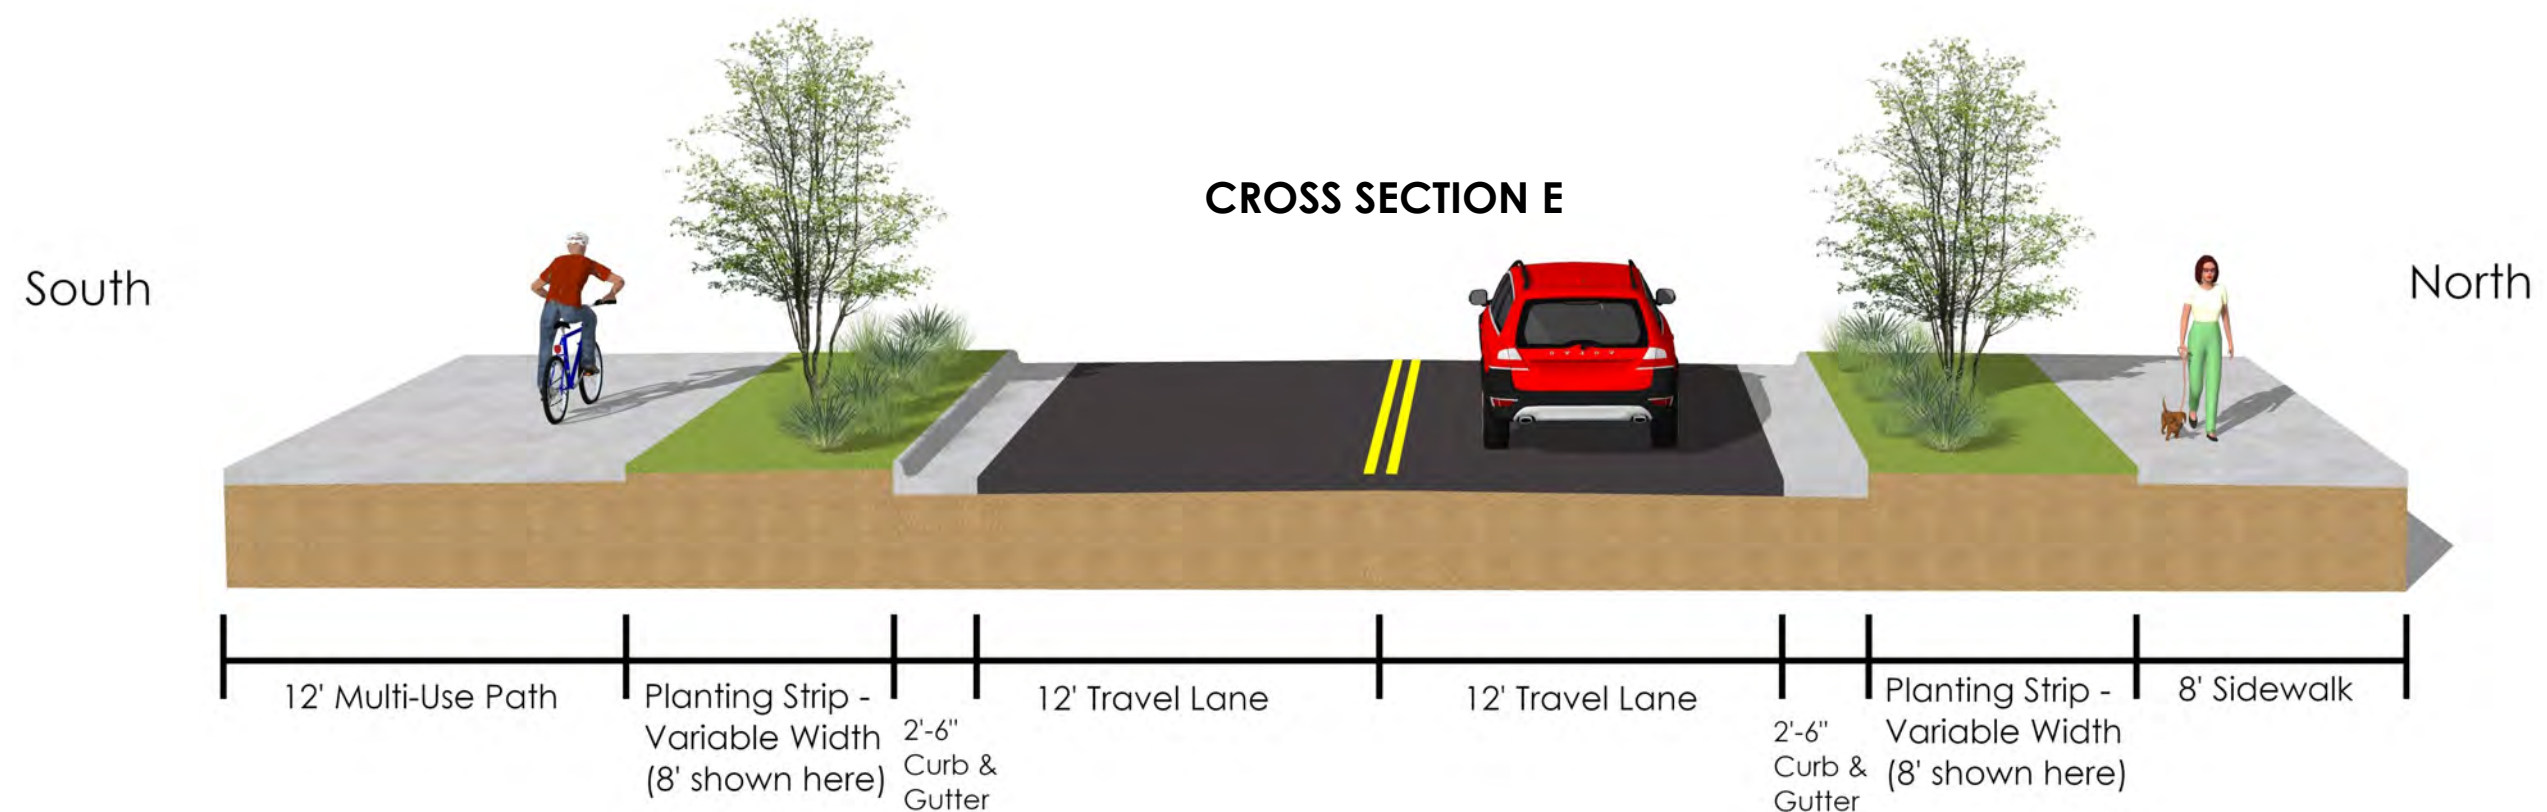 CROSS SECTION E
South
North
12' Multi-Use Path
Planting Strip -
Variable Width
(8' shown here)
2'-6"
Curb &
Gutter
12' Travel Lane
12' Travel Lane
2'-6"
Curb &
Gutter
Planting Strip -
Variable Width
(8' shown here)
8' Sidewalk